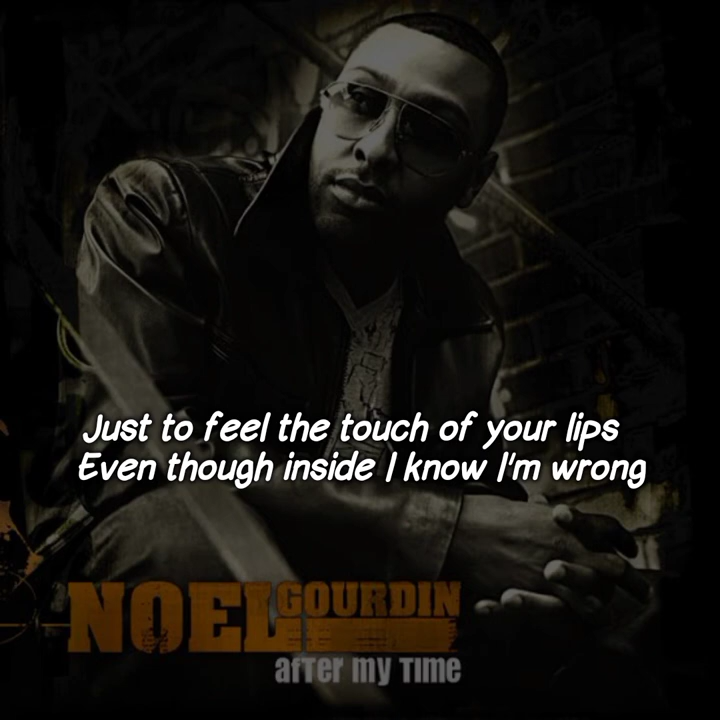 Just to feel the touch of your lips
Even though inside I know I'm wrong
NOEL GOURDIN
after my time